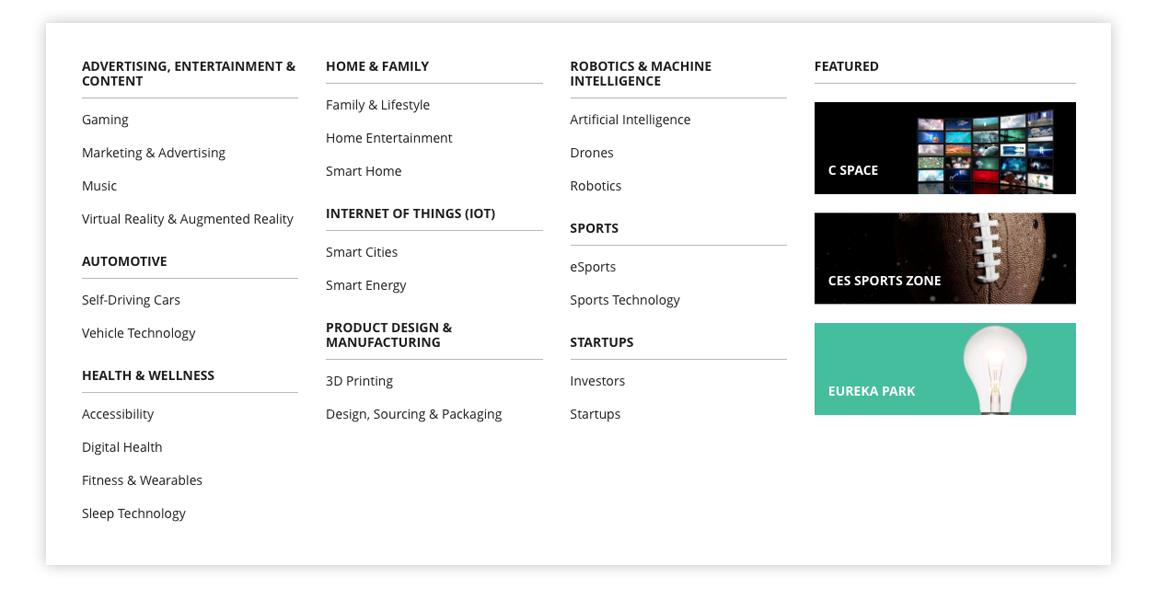 ADVERTISING, ENTERTAINMENT &
CONTENT
Gaming
Marketing & Advertising
Music
Virtual Reality & Augmented Reality
AUTOMOTIVE
Self-Driving Cars
Vehicle Technology
HEALTH & WELLNESS
Accessibility
Digital Health
Fitness & Wearables
Sleep Technology
HOME & FAMILY
Family & Lifestyle
Home Entertainment
Smart Home
INTERNET OF THINGS (IOT)
Smart Cities
Smart Energy
PRODUCT DESIGN &
MANUFACTURING
3D Printing
Design, Sourcing & Packaging
ROBOTICS & MACHINE
INTELLIGENCE
Artificial Intelligence
Drones
Robotics
SPORTS
eSports
Sports Technology
STARTUPS
Investors
Startups
FEATURED
C SPACE
CES SPORTS ZONE
EUREKA PARK